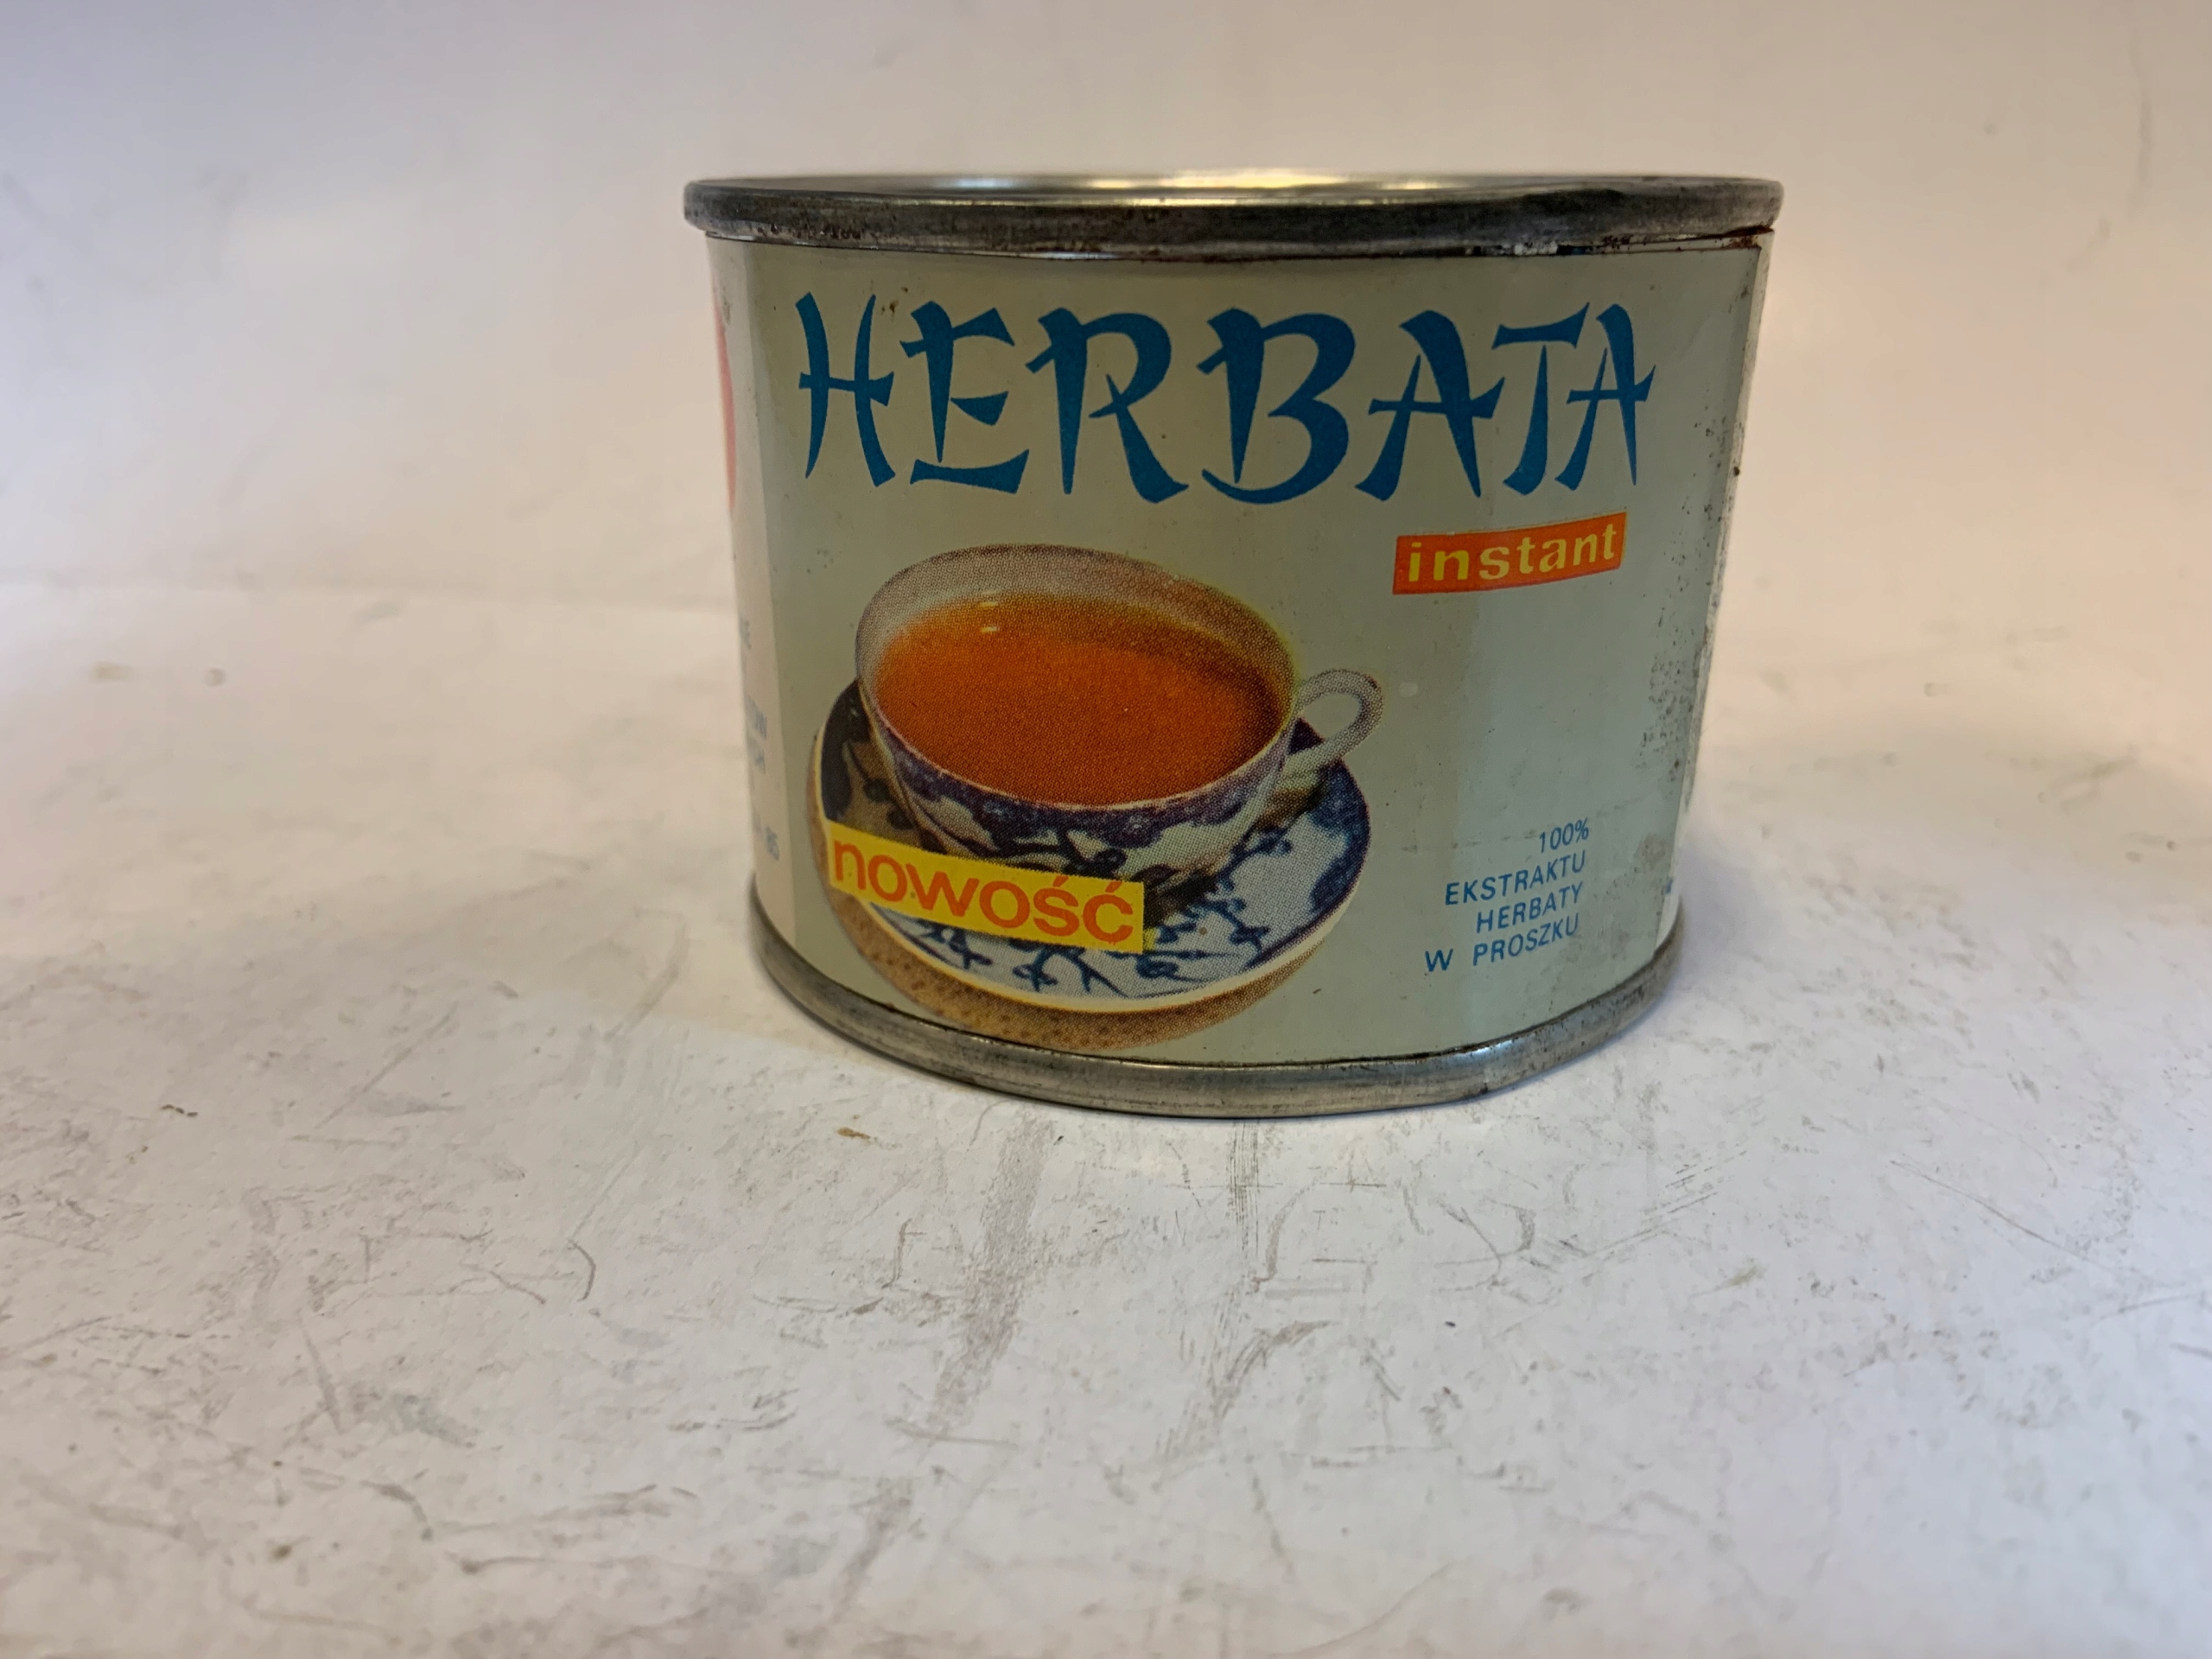 HERBATA
instant
nowość
100%
EKSTRAKTU
HERBATY
W PROSZKU